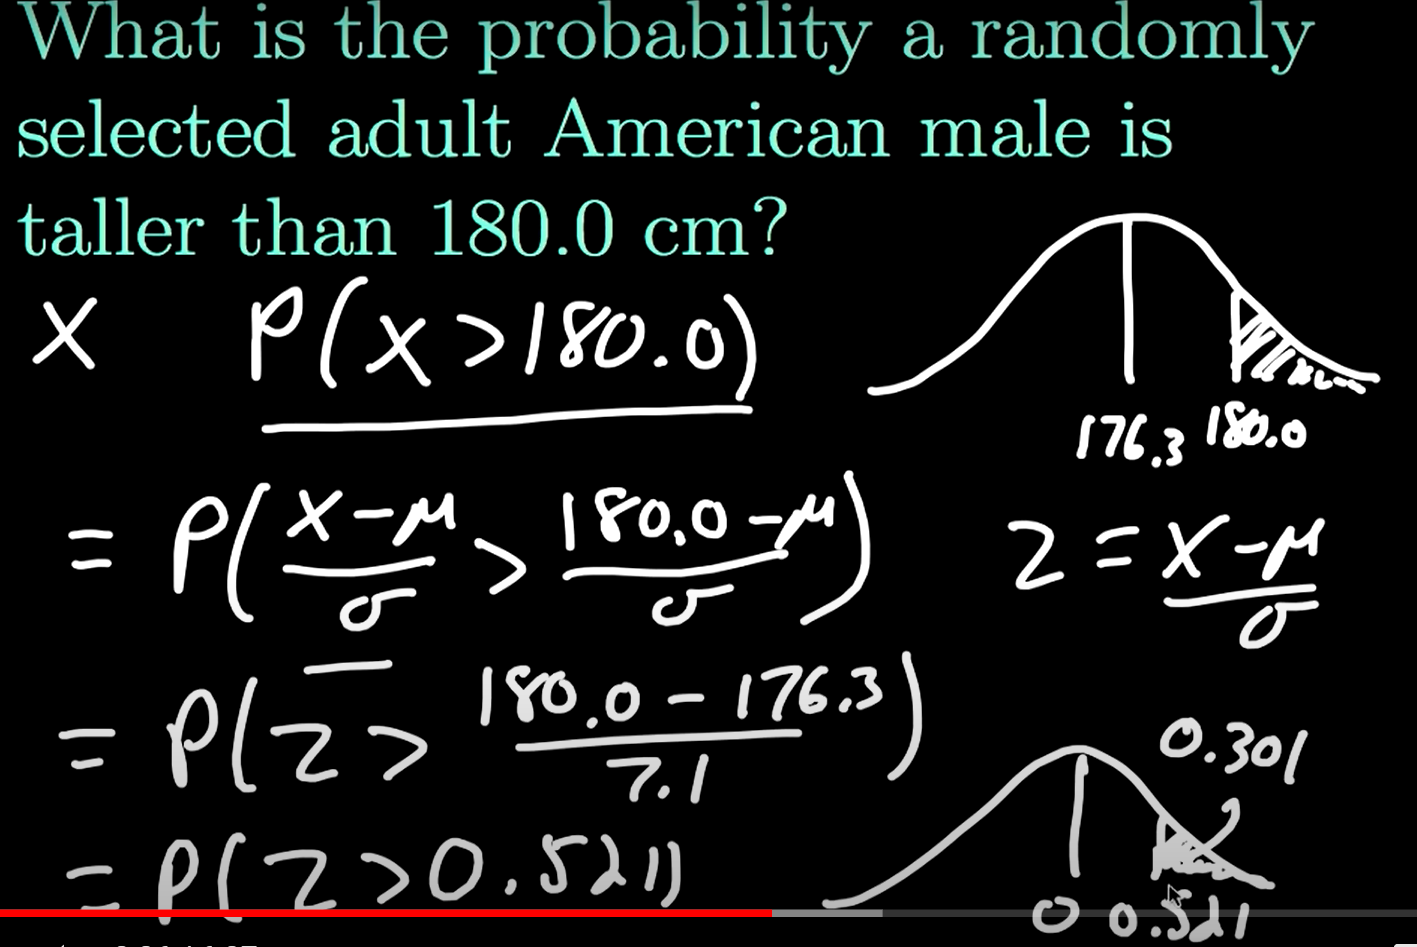 What is the probability a randomly
selected adult American male is
taller than 180.0 cm?
X P(X>180.0)
176.3 180.0
= P(X-μ/σ > 180.0-μ/σ)
Z = X-μ/σ
= P(Z > 180.0-176.3/7.1)
0.301
= P(Z>0.521)
0 0.521